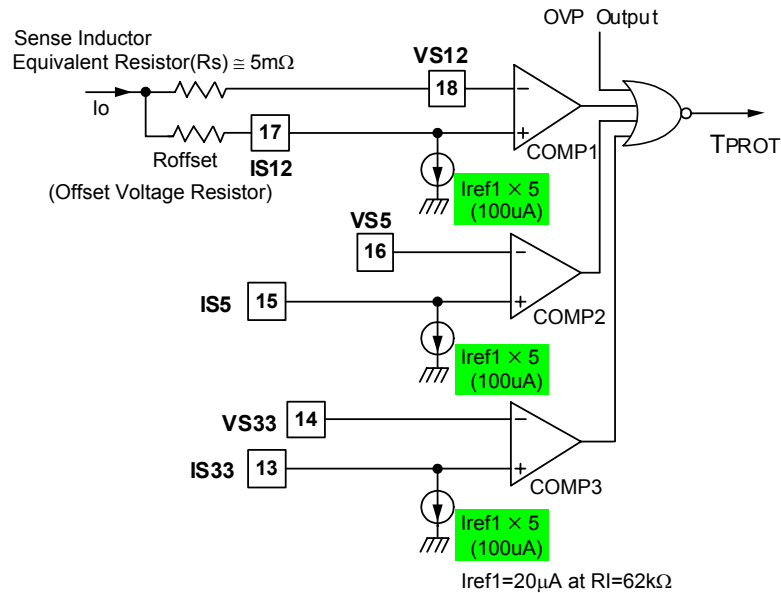 OVP Output
Sense Inductor
Equivalent Resistor(Rs) ≅ 5mΩ
VS12
18
−
Io
17
+
COMP1
TPROT
Roffset
IS12
(Offset Voltage Resistor)
Iref1 × 5
(100uA)
VS5
16
−
IS5
15
+
COMP2
Iref1 × 5
(100uA)
VS33
14
−
IS33
13
+
COMP3
Iref1 × 5
(100uA)
Iref1=20μA at RI=62kΩ